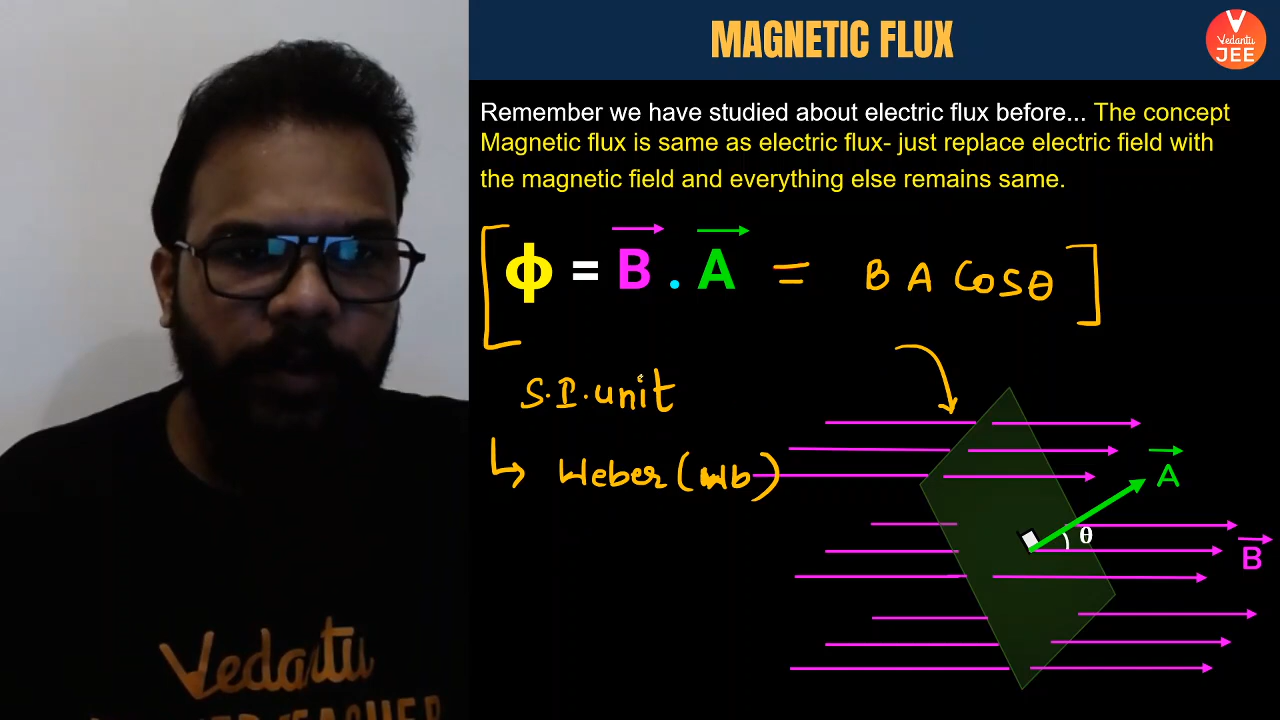 MAGNETIC FLUX
Vedantu
JEE
Remember we have studied about electric flux before... The concept
Magnetic flux is same as electric flux- just replace electric field with
the magnetic field and everything else remains same.
[ ϕ = B . A = B A Cosθ ]
S.I. unit
↳ Weber (Wb)
A
θ
B
Vedantu
TEACHER